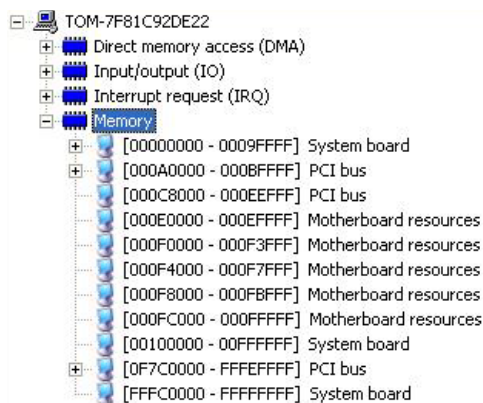 TOM-7F81C92DE22
Direct memory access (DMA)
Input/output (IO)
Interrupt request (IRQ)
Memory
[00000000 - 0009FFFF] System board
[000A0000 - 000BFFFF] PCI bus
[000C8000 - 000EEFFF] PCI bus
[000E0000 - 000EFFFF] Motherboard resources
[000F0000 - 000F3FFF] Motherboard resources
[000F4000 - 000F7FFF] Motherboard resources
[000F8000 - 000FBFFF] Motherboard resources
[000FC000 - 000FFFFF] Motherboard resources
[00100000 - 00FFFFFF] System board
[0F7C0000 - FFFEFFFF] PCI bus
[FFFC0000 - FFFFFFFF] System board